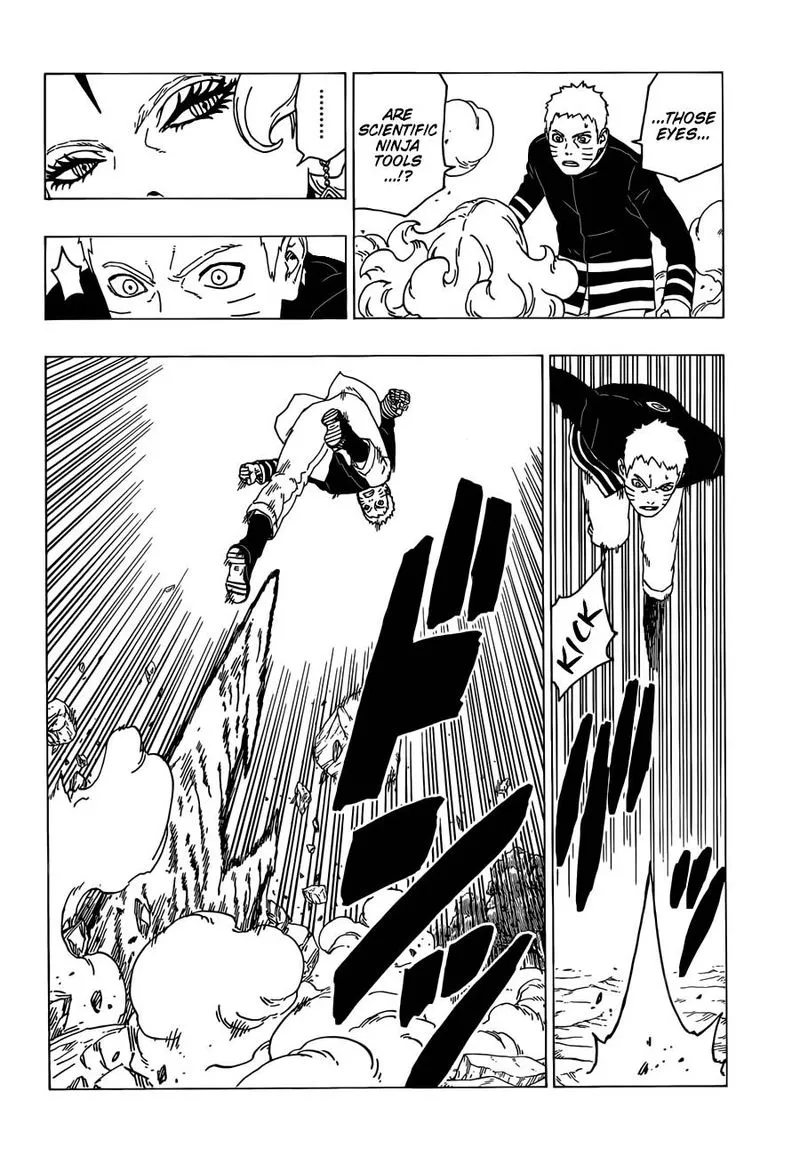 ...THOSE
EYES...
ARE
SCIENTIFIC
NINJA
TOOLS
...!?
.........
KICK